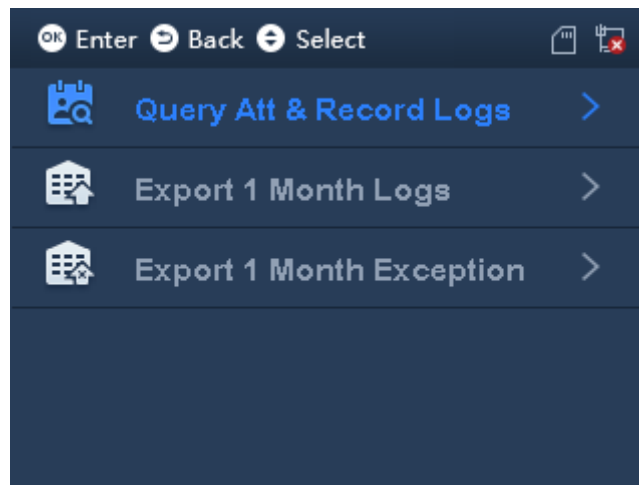 OK Enter Back Select
Query Att & Record Logs
Export 1 Month Logs
Export 1 Month Exception